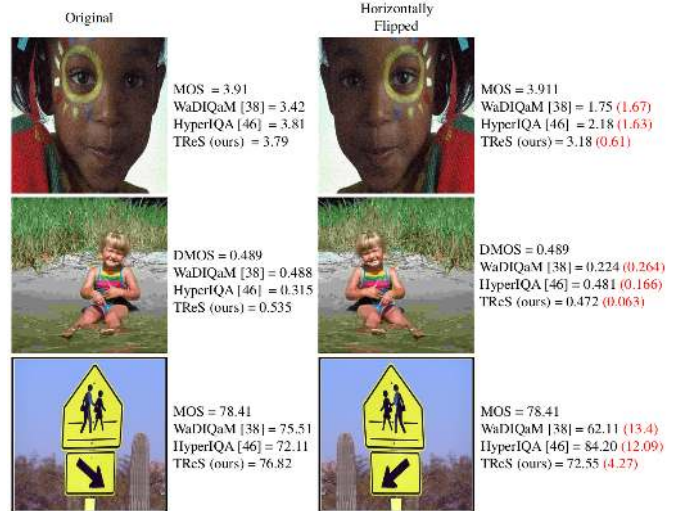 Original
Horizontally
Flipped
MOS = 3.91
WaDIQaM [38] = 3.42
HyperIQA [46] = 3.81
TReS (ours) = 3.79
MOS = 3.911
WaDIQaM [38] = 1.75 (1.67)
HyperIQA [46] = 2.18 (1.63)
TReS (ours) = 3.18 (0.61)
DMOS = 0.489
WaDIQaM [38] = 0.488
HyperIQA [46] = 0.315
TReS (ours) = 0.535
DMOS = 0.489
WaDIQaM [38] = 0.224 (0.264)
HyperIQA [46] = 0.481 (0.166)
TReS (ours) = 0.472 (0.063)
MOS = 78.41
WaDIQaM [38] = 75.51
HyperIQA [46] = 72.11
TReS (ours) = 76.82
MOS = 78.41
WaDIQaM [38] = 62.11 (13.4)
HyperIQA [46] = 84.20 (12.09)
TReS (ours) = 72.55 (4.27)